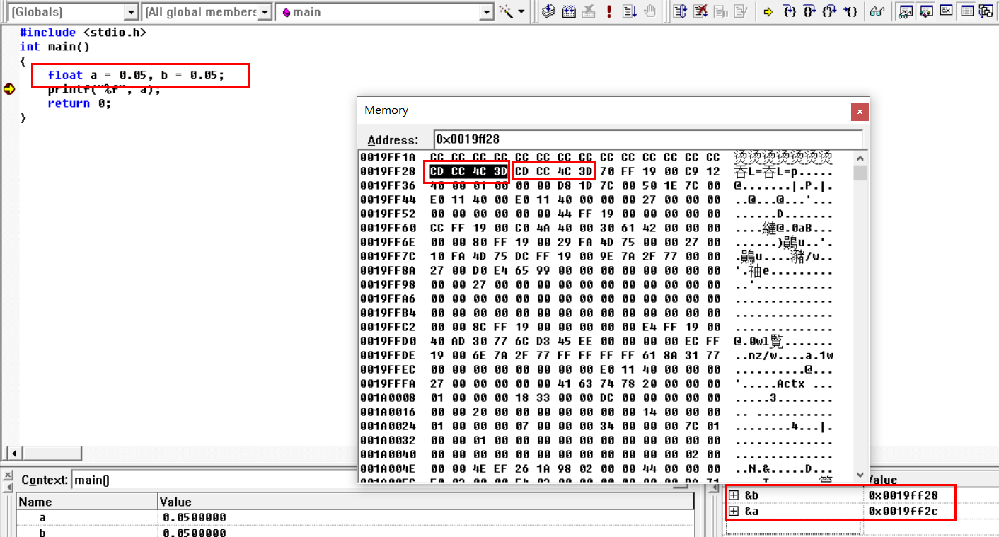 (Globals) (All global members main
#include <stdio.h>
int main()
{
float a = 0.05, b = 0.05;
printf("%f", a);
return 0;
}
Memory
Address: 0x0019ff28
0019FF1A CC CC CC CC CC CC CC CC CC CC CC CC CC CC 烫烫烫烫烫烫烫
0019FF28 CD CC 4C 3D CD CC 4C 3D 70 FF 19 00 C9 12 吞L=吞L=p.....
0019FF36 40 00 01 00 00 00 D8 1D 7C 00 50 1E 7C 00 @.......|.P.|.
0019FF44 E0 11 40 00 E0 11 40 00 00 00 27 00 00 00 ..@...@...'...
0019FF52 00 00 00 00 00 00 44 FF 19 00 00 00 00 00 ......D.......
0019FF60 CC FF 19 00 C0 4A 40 00 30 61 42 00 00 00 ....繾@.0aB...
0019FF6E 00 00 80 FF 19 00 29 FA 4D 75 00 00 27 00 ......)鶰u..'.
0019FF7C 10 FA 4D 75 DC FF 19 00 9E 7A 2F 77 00 00 .鶰u....瀦/w..
0019FF8A 27 00 D0 E4 65 99 00 00 00 00 00 00 00 00 '.袖e.........
0019FF98 00 00 27 00 00 00 00 00 00 00 00 00 00 00 ..'...........
0019FFA6 00 00 00 00 00 00 00 00 00 00 00 00 00 00 ..............
0019FFB4 00 00 00 00 00 00 00 00 00 00 00 00 00 00 ..............
0019FFC2 00 00 8C FF 19 00 00 00 00 00 E4 FF 19 00 ..............
0019FFD0 40 AD 30 77 6C D3 45 EE 00 00 00 00 EC FF @.0wl覧.......
0019FFDE 19 00 6E 7A 2F 77 FF FF FF FF 61 8A 31 77 ..nz/w....a.1w
0019FFEC 00 00 00 00 00 00 00 00 E0 11 40 00 00 00 ..........@...
0019FFFA 27 00 00 00 00 00 41 63 74 78 20 00 00 00 '.....Actx ...
001A0008 01 00 00 00 18 33 00 00 DC 00 00 00 00 00 .....3........
001A0016 00 00 20 00 00 00 00 00 00 00 14 00 00 00 .. ...........
001A0024 01 00 00 00 07 00 00 00 34 00 00 00 7C 01 ........4...|.
001A0032 00 00 01 00 00 00 00 00 00 00 00 00 00 00 ..............
001A0040 00 00 00 00 00 00 00 00 00 00 00 00 02 00 ..............
001A004E 00 00 4E EF 26 1A 98 02 00 00 44 00 00 00 ..N.&.....D...
Context: main()
Name Value
a 0.0500000
b 0.0500000
Value
&b 0x0019ff28
&a 0x0019ff2c